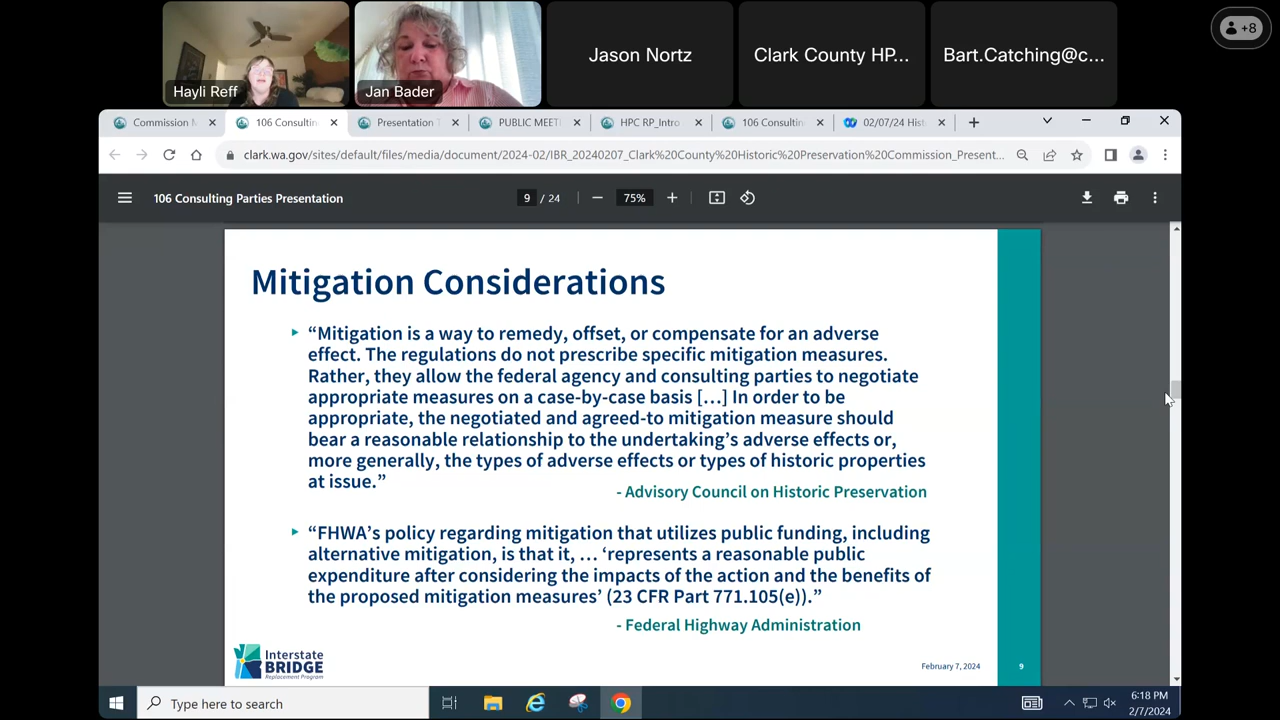 Hayli Reff
Jan Bader
Jason Nortz
Clark County HP...
Bart.Catching@c...
+8
Commission M
106 Consultin
Presentation T
PUBLIC MEET
HPC RP_Intro
106 Consultin
02/07/24 Hist
clark.wa.gov/sites/default/files/media/document/2024-02/IBR_20240207_Clark%20County%20Historic%20Preservation%20Commission_Present...
106 Consulting Parties Presentation
9 / 24
75%
Mitigation Considerations
“Mitigation is a way to remedy, offset, or compensate for an adverse
effect. The regulations do not prescribe specific mitigation measures.
Rather, they allow the federal agency and consulting parties to negotiate
appropriate measures on a case-by-case basis […] In order to be
appropriate, the negotiated and agreed-to mitigation measure should
bear a reasonable relationship to the undertaking’s adverse effects or,
more generally, the types of adverse effects or types of historic properties
at issue.”
- Advisory Council on Historic Preservation
“FHWA’s policy regarding mitigation that utilizes public funding, including
alternative mitigation, is that it, … ‘represents a reasonable public
expenditure after considering the impacts of the action and the benefits of
the proposed mitigation measures’ (23 CFR Part 771.105(e)).”
- Federal Highway Administration
Interstate
BRIDGE
Replacement Program
February 7, 2024
9
Type here to search
6:18 PM
2/7/2024